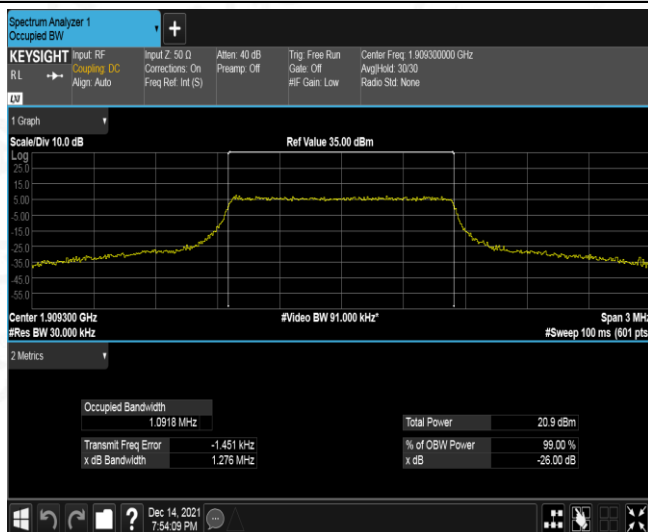 Spectrum Analyzer 1
Occupied BW
KEYSIGHT Input: RF Input Z: 50 Ω Atten: 40 dB Trig: Free Run Center Freq: 1.909300000 GHz
RL Coupling: DC Corrections: On Preamp: Off Gate: Off Avg|Hold: 30/30
Align: Auto Freq Ref: Int (S) #IF Gain: Low Radio Std: None
LXI
1 Graph
Scale/Div 10.0 dB Ref Value 35.00 dBm
Log
25.0
15.0
5.00
-5.00
-15.0
-25.0
-35.0
-45.0
-55.0
Center 1.909300 GHz #Video BW 91.000 kHz* Span 3 MHz
#Res BW 30.000 kHz #Sweep 100 ms (601 pts
2 Metrics
Occupied Bandwidth
1.0918 MHz Total Power 20.9 dBm
Transmit Freq Error -1.451 kHz % of OBW Power 99.00 %
x dB Bandwidth 1.276 MHz x dB -26.00 dB
? Dec 14, 2021
7:54:09 PM